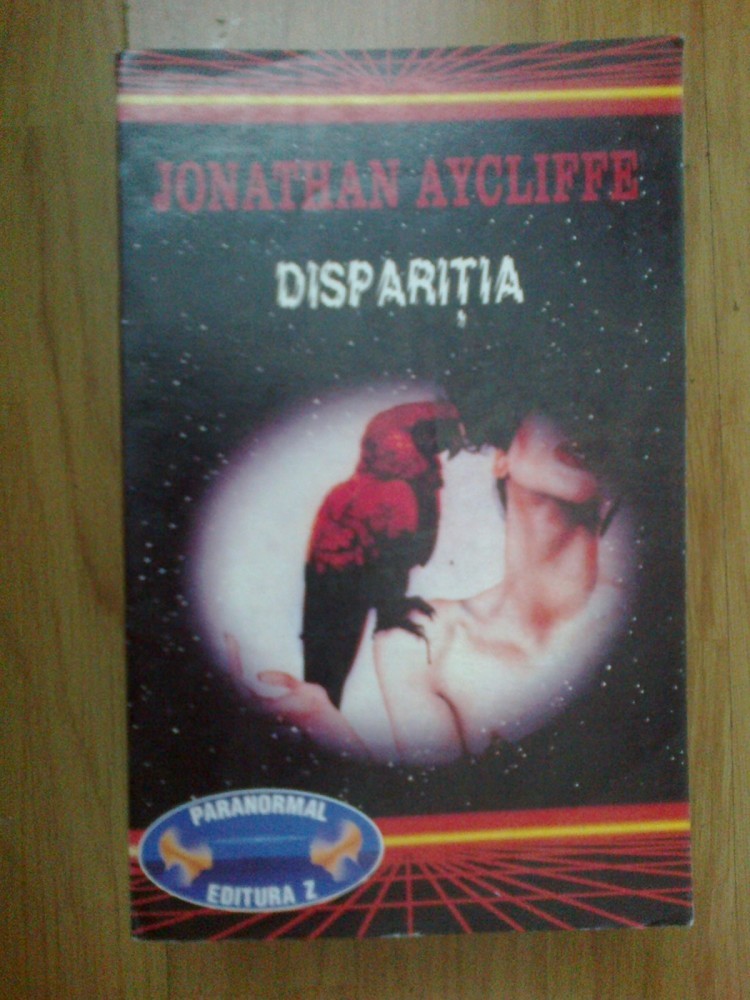 JONATHAN AYCLIFFE
DISPARIȚIA
PARANORMAL
EDITURA Z